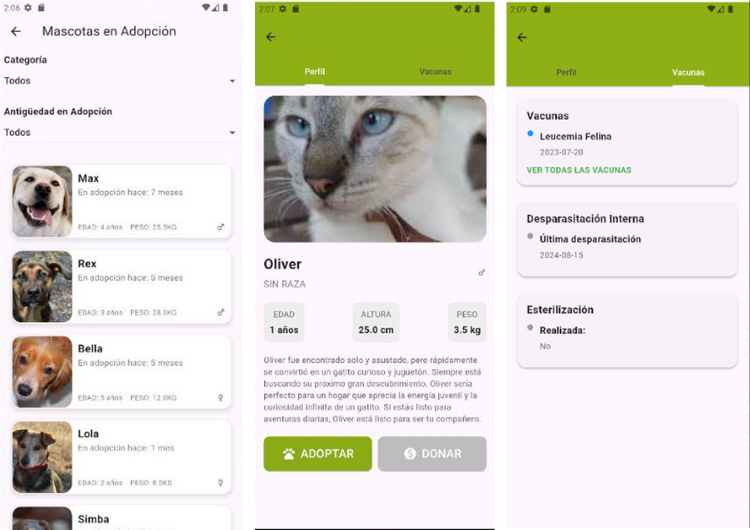 2:06
Mascotas en Adopción
Categoría
Todos
Antigüedad en Adopción
Todos
Max
En adopción hace: 7 meses
EDAD: 4 años PESO: 25.5KG
Rex
En adopción hace: 5 meses
EDAD: 3 años PESO: 28.0KG
Bella
En adopción hace: 5 meses
EDAD: 5 años PESO: 12.0KG
Lola
En adopción hace: 1 mes
EDAD: 2 años PESO: 8.0KG
Simba
2:07
Perfil Vacunas
Oliver
SIN RAZA
EDAD ALTURA PESO
1 años 25.0 cm 3.5 kg
Oliver fue encontrado solo y asustado, pero rápidamente
se convirtió en un gatito curioso y juguetón. Siempre está
buscando su próximo gran descubrimiento. Oliver sería
perfecto para un hogar que aprecia la energía juvenil y la
curiosidad infinita de un gatito. Si estás listo para
aventuras diarias, Oliver está listo para ser tu compañero.
ADOPTAR DONAR
2:09
Perfil Vacunas
Vacunas
Leucemia Felina
2023-07-20
VER TODAS LAS VACUNAS
Desparasitación Interna
Última desparasitación
2024-08-15
Esterilización
Realizada:
No